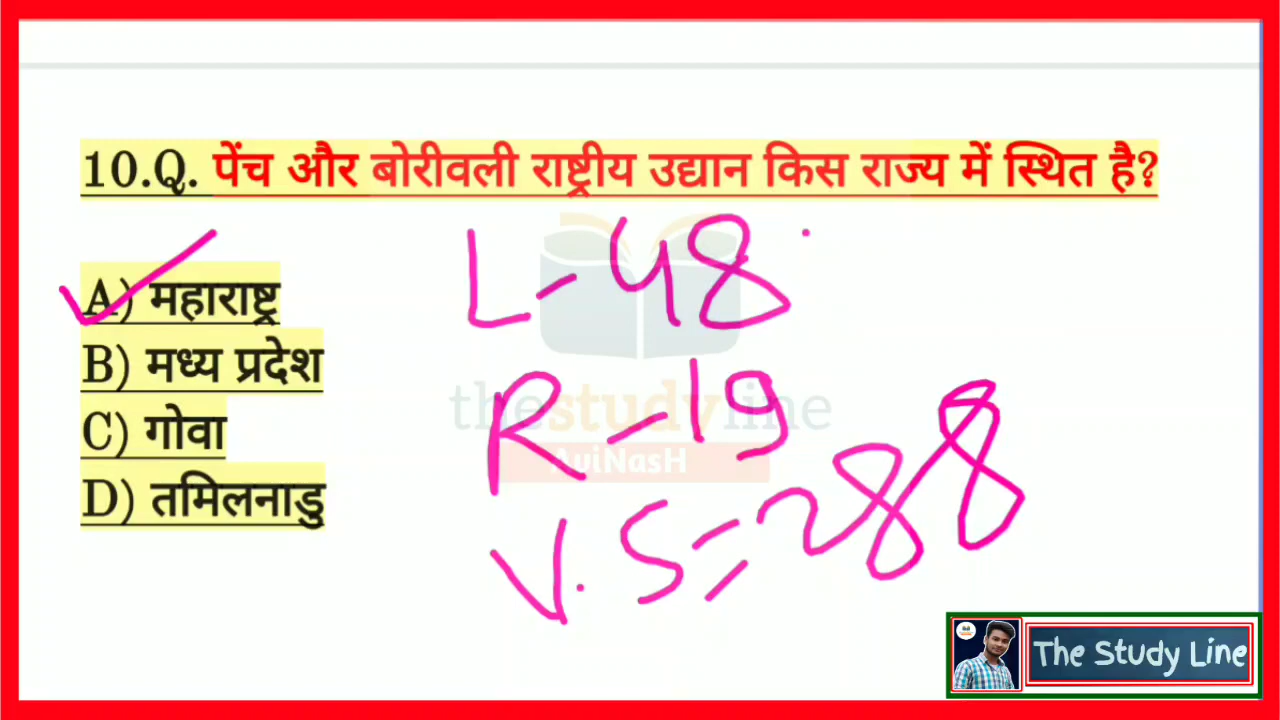 10.Q. पेंच और बोरीवली राष्ट्रीय उद्यान किस राज्य में स्थित है?
A) महाराष्ट्र
B) मध्य प्रदेश
C) गोवा
D) तमिलनाडु
L-48
R-19
V.S=288
thestudyline
AviNasH
The Study Line